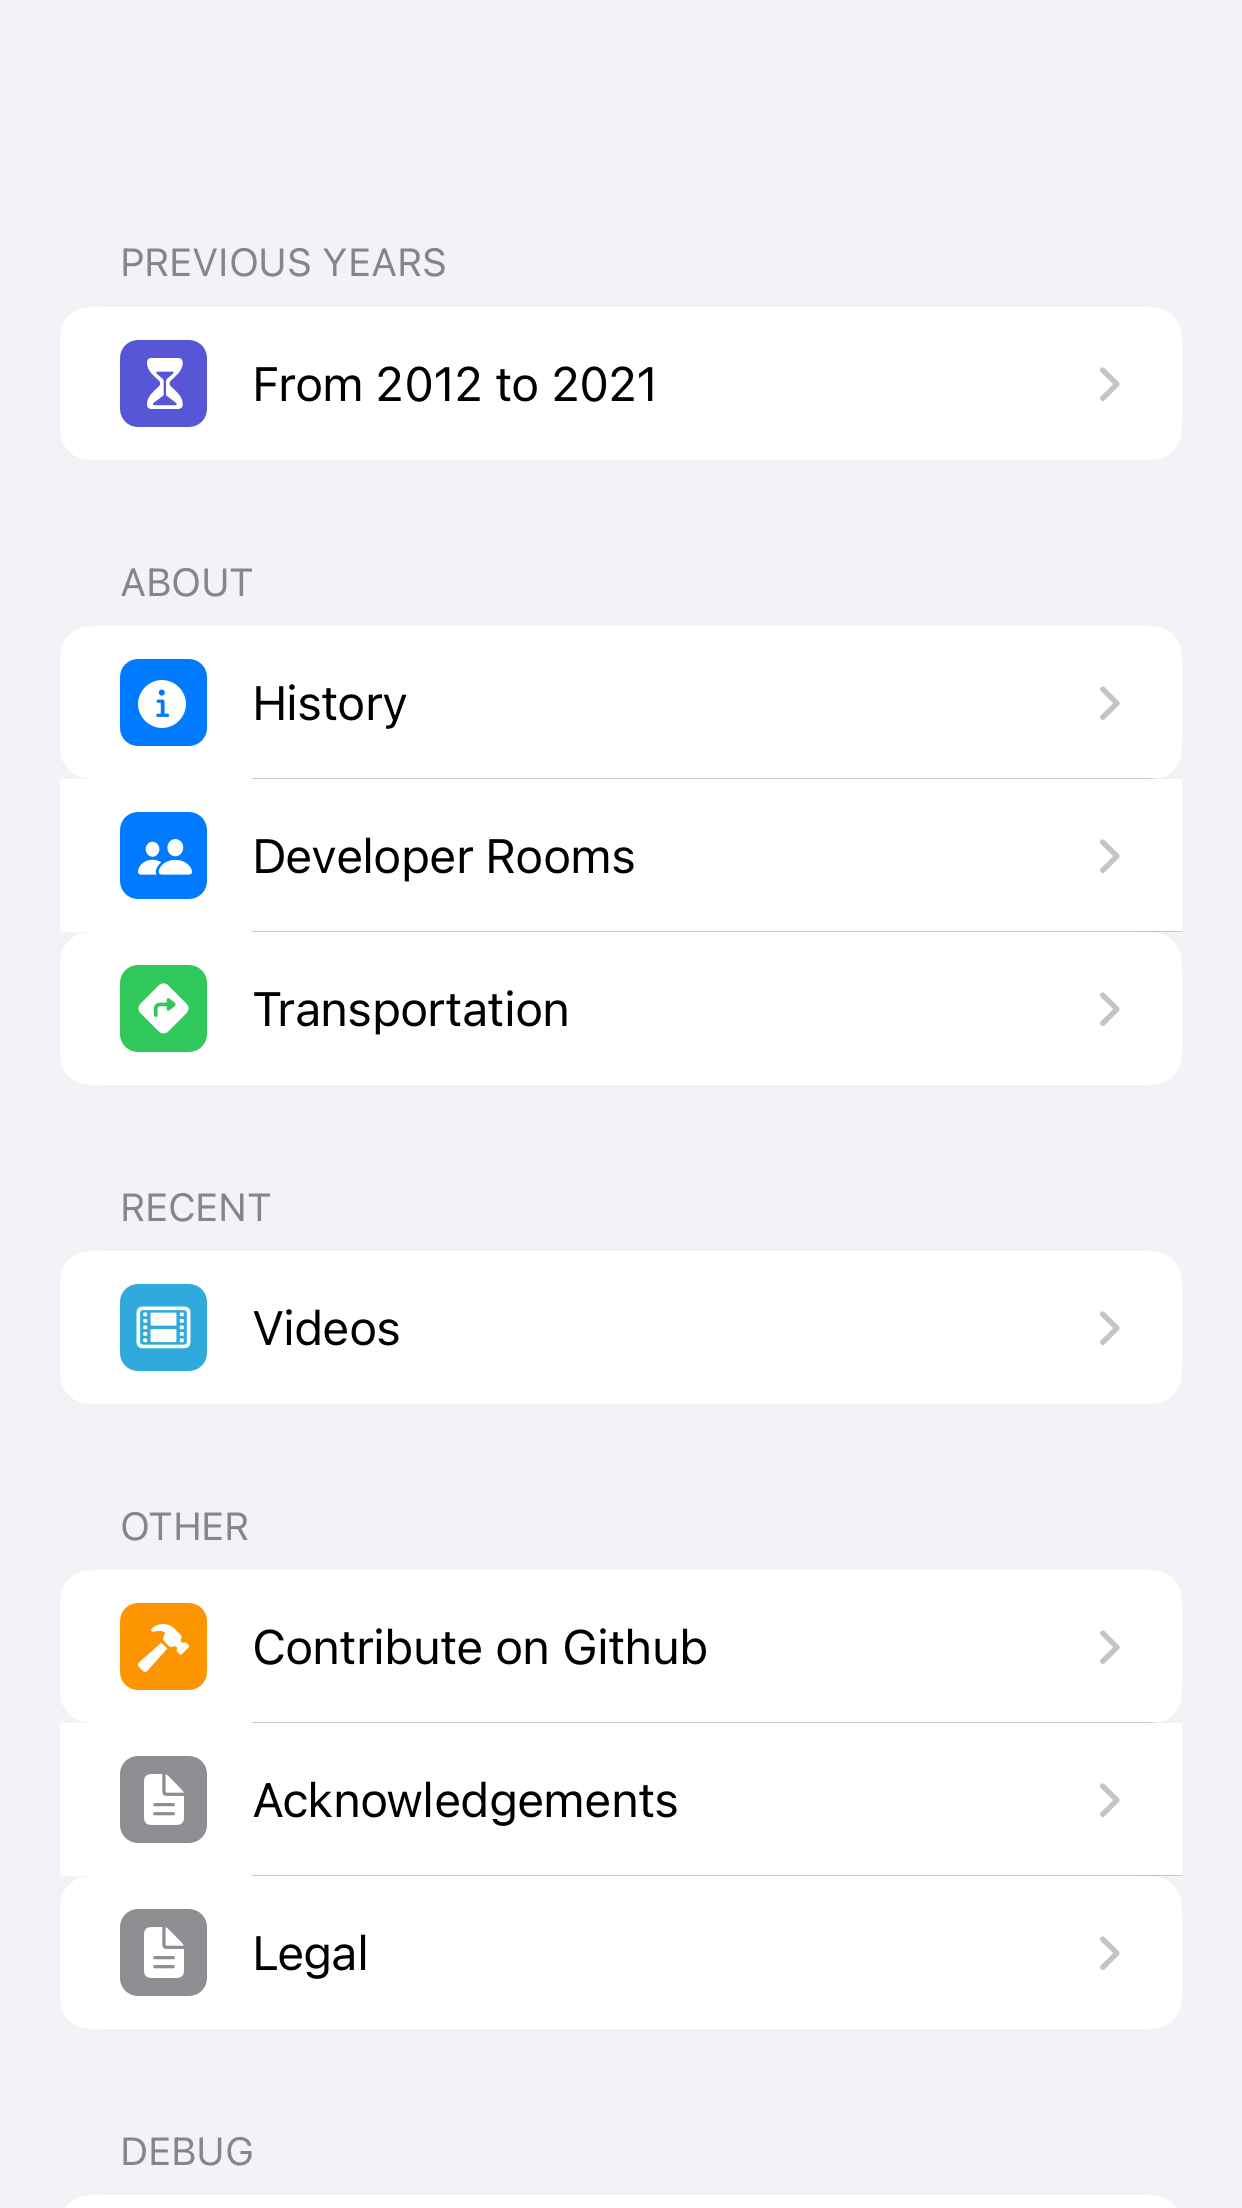 PREVIOUS YEARS
From 2012 to 2021
ABOUT
History
Developer Rooms
Transportation
RECENT
Videos
OTHER
Contribute on Github
Acknowledgements
Legal
DEBUG